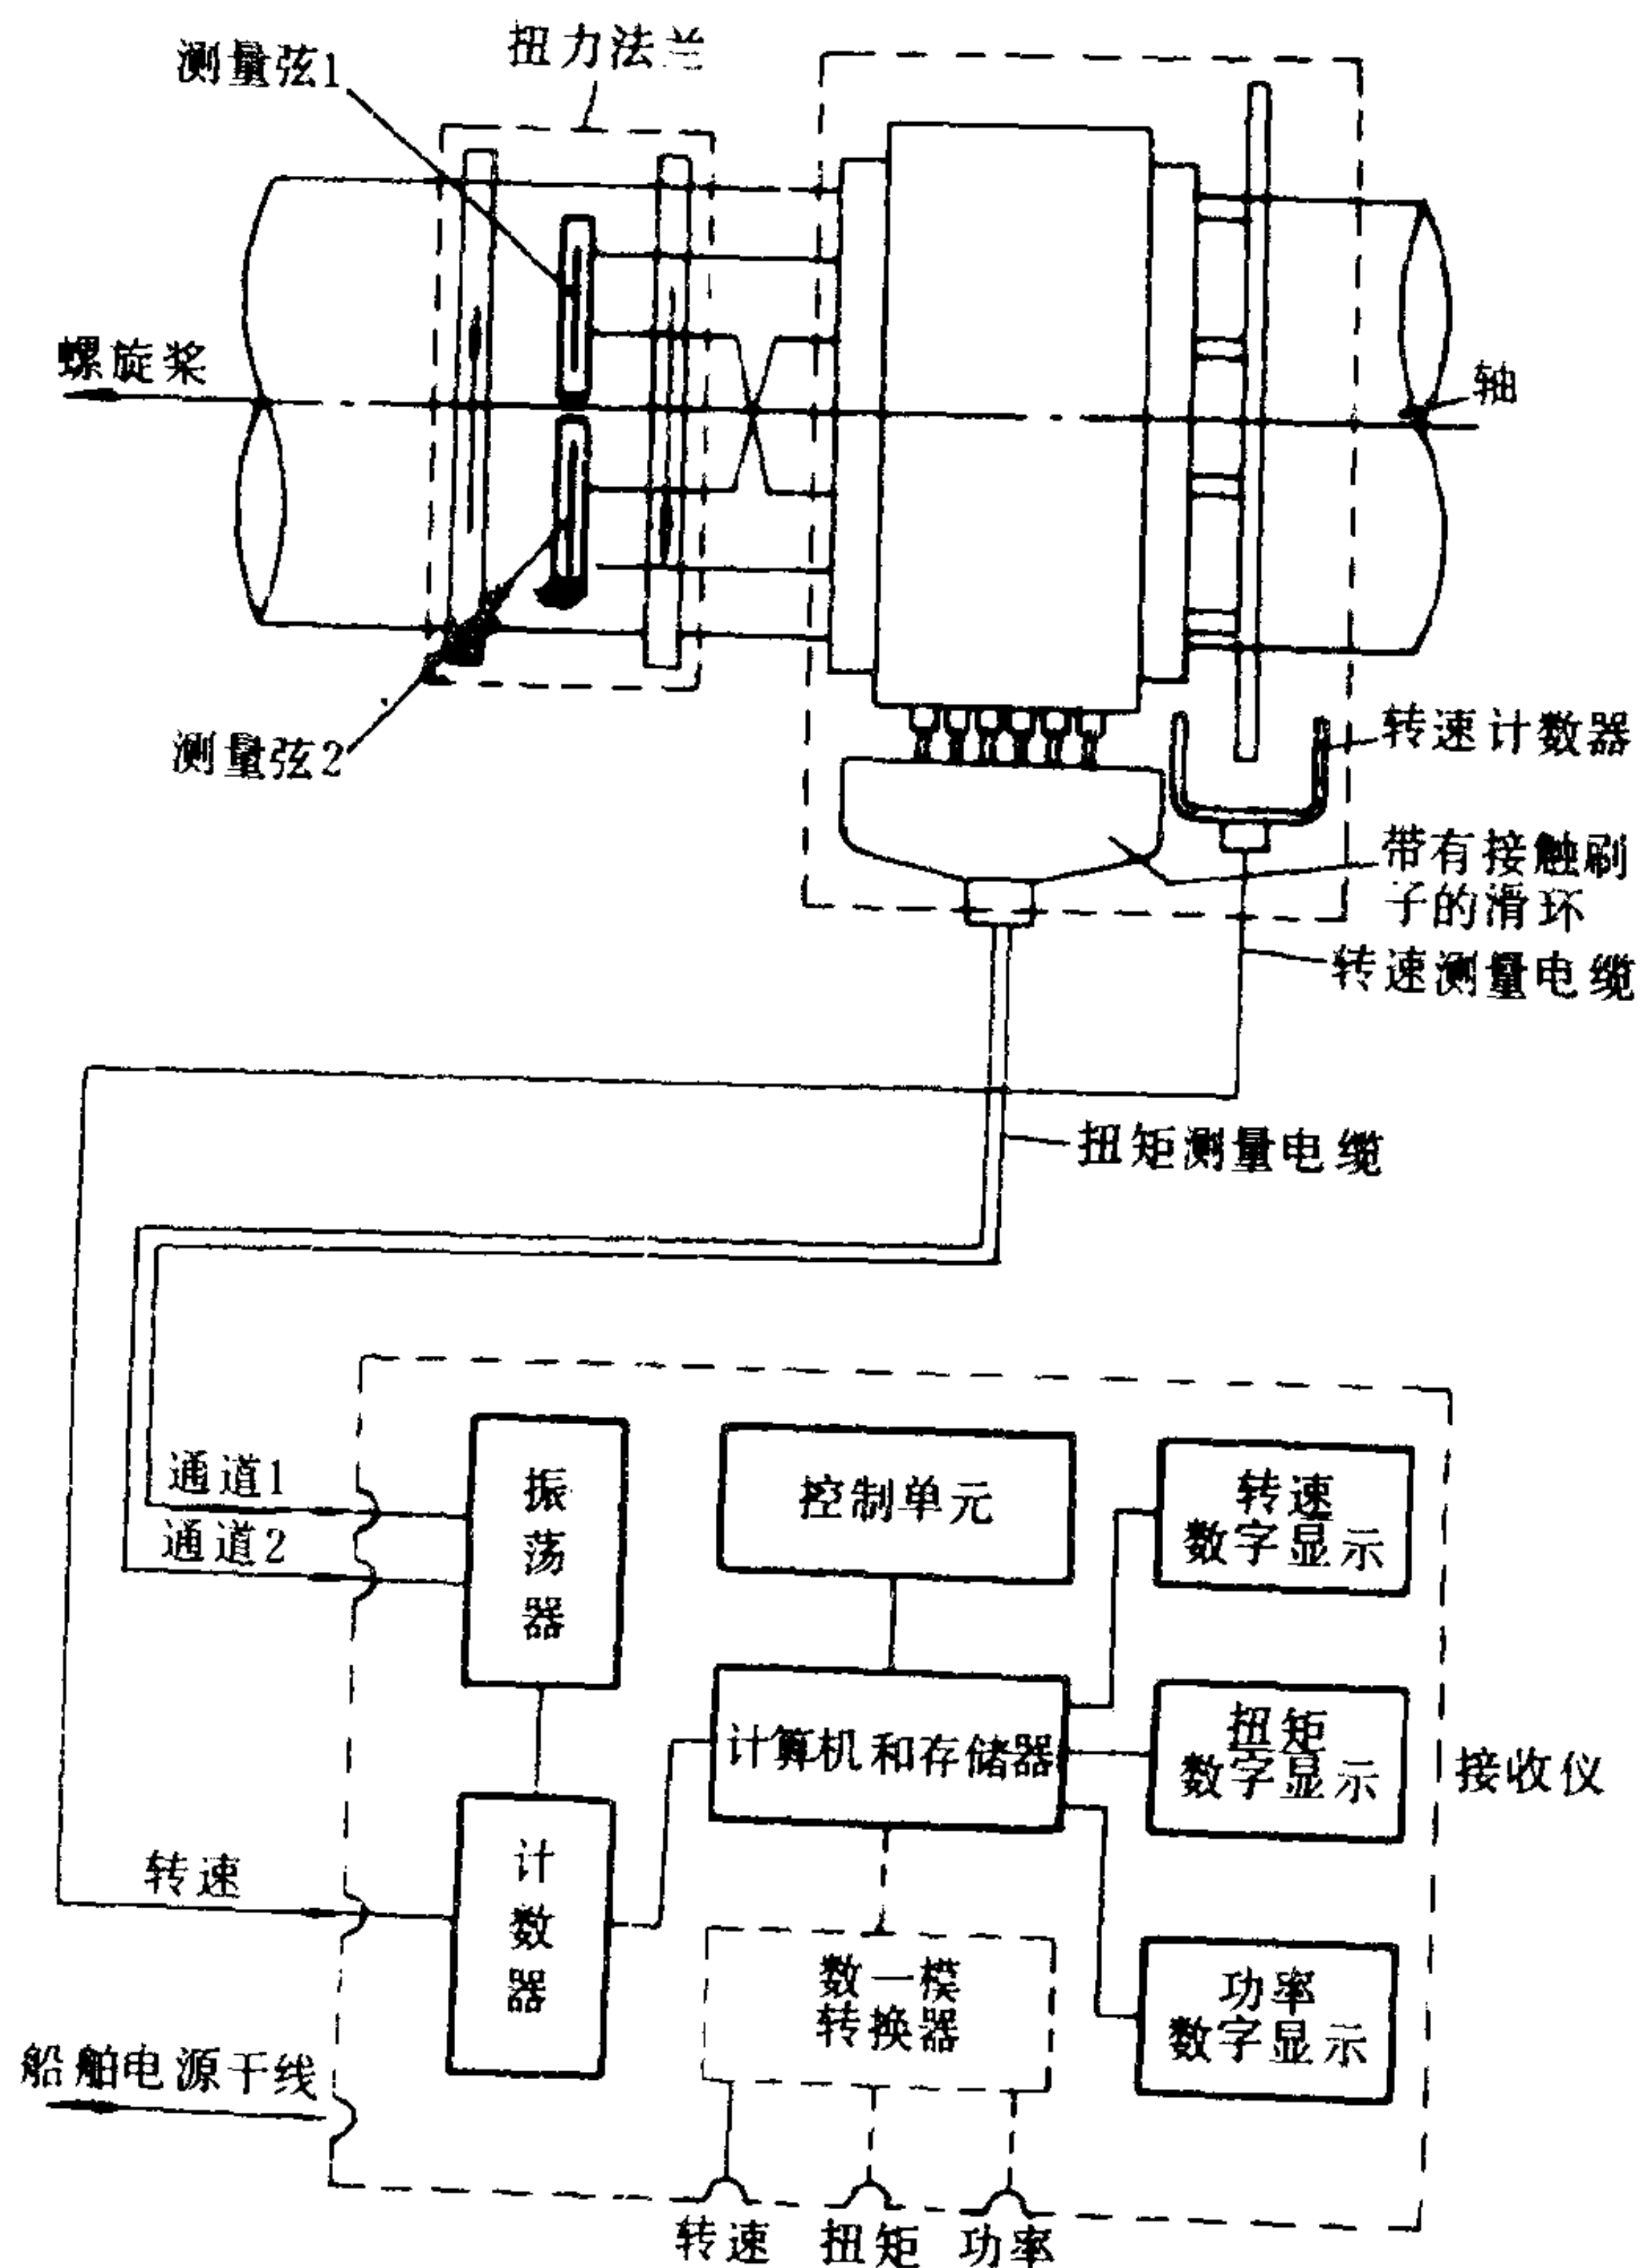 扭力法兰
测量弦1
螺旋桨
轴
测量弦2
转速计数器
带有接触刷
子的滑环
转速测量电缆
扭矩测量电缆
通道1
通道2
振
荡
器
控制单元
转速
数字显示
计算机和存储器
扭矩
数字显示
接收仪
转速
计
数
器
数一模
转换器
功率
数字显示
船舶电源干线
转速
扭矩
功率